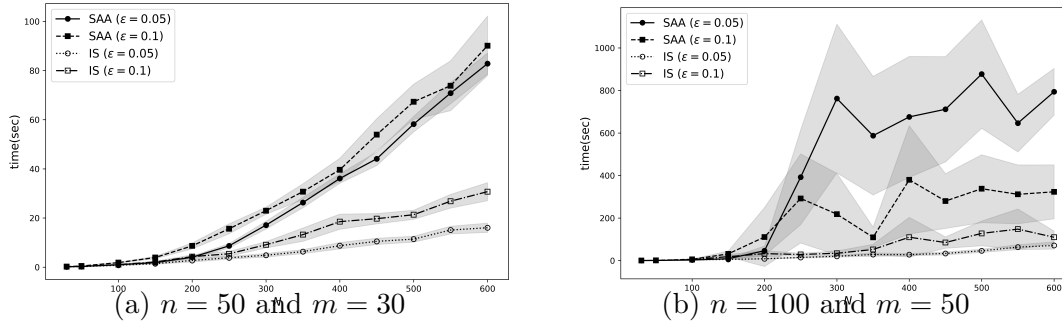 100
80
60
40
20
0
time(sec)
SAA (ε = 0.05)
SAA (ε = 0.1)
IS (ε = 0.05)
IS (ε = 0.1)
100 200 300 400 500 600
N
(a) n = 50 and m = 30
1000
800
600
400
200
0
time(sec)
SAA (ε = 0.05)
SAA (ε = 0.1)
IS (ε = 0.05)
IS (ε = 0.1)
100 200 300 400 500 600
N
(b) n = 100 and m = 50